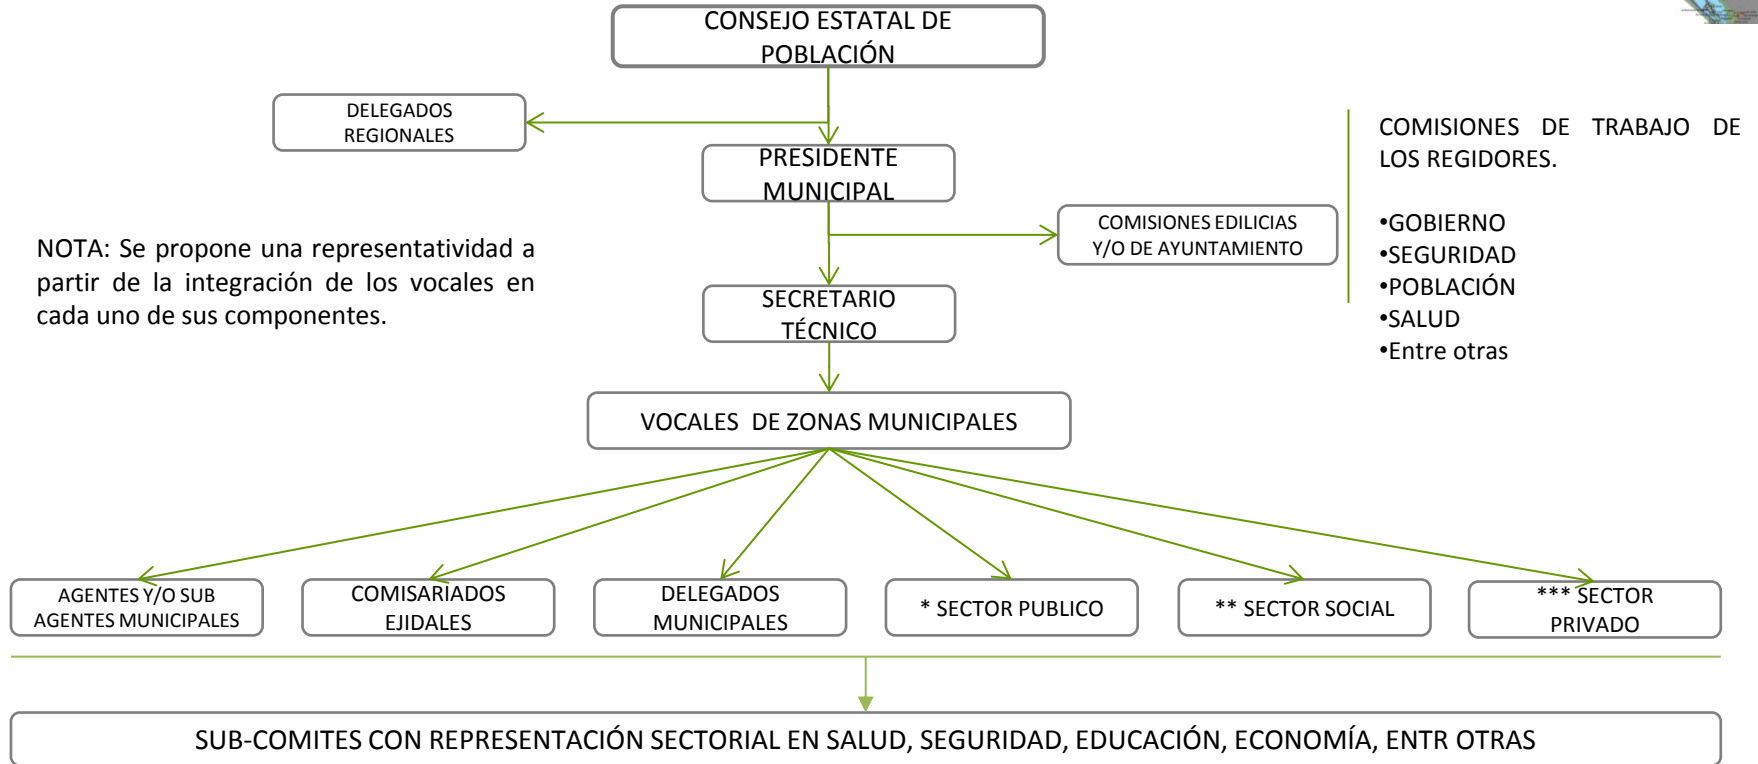 CONSEJO ESTATAL DE
POBLACIÓN
DELEGADOS
REGIONALES
PRESIDENTE
MUNICIPAL
COMISIONES EDILICIAS
Y/O DE AYUNTAMIENTO
COMISIONES DE TRABAJO DE
LOS REGIDORES.
•GOBIERNO
•SEGURIDAD
•POBLACIÓN
•SALUD
•Entre otras
NOTA: Se propone una representatividad a
partir de la integración de los vocales en
cada uno de sus componentes.
SECRETARIO
TÉCNICO
VOCALES DE ZONAS MUNICIPALES
AGENTES Y/O SUB
AGENTES MUNICIPALES
COMISARIADOS
EJIDALES
DELEGADOS
MUNICIPALES
* SECTOR PUBLICO
** SECTOR SOCIAL
*** SECTOR
PRIVADO
SUB-COMITES CON REPRESENTACIÓN SECTORIAL EN SALUD, SEGURIDAD, EDUCACIÓN, ECONOMÍA, ENTR OTRAS